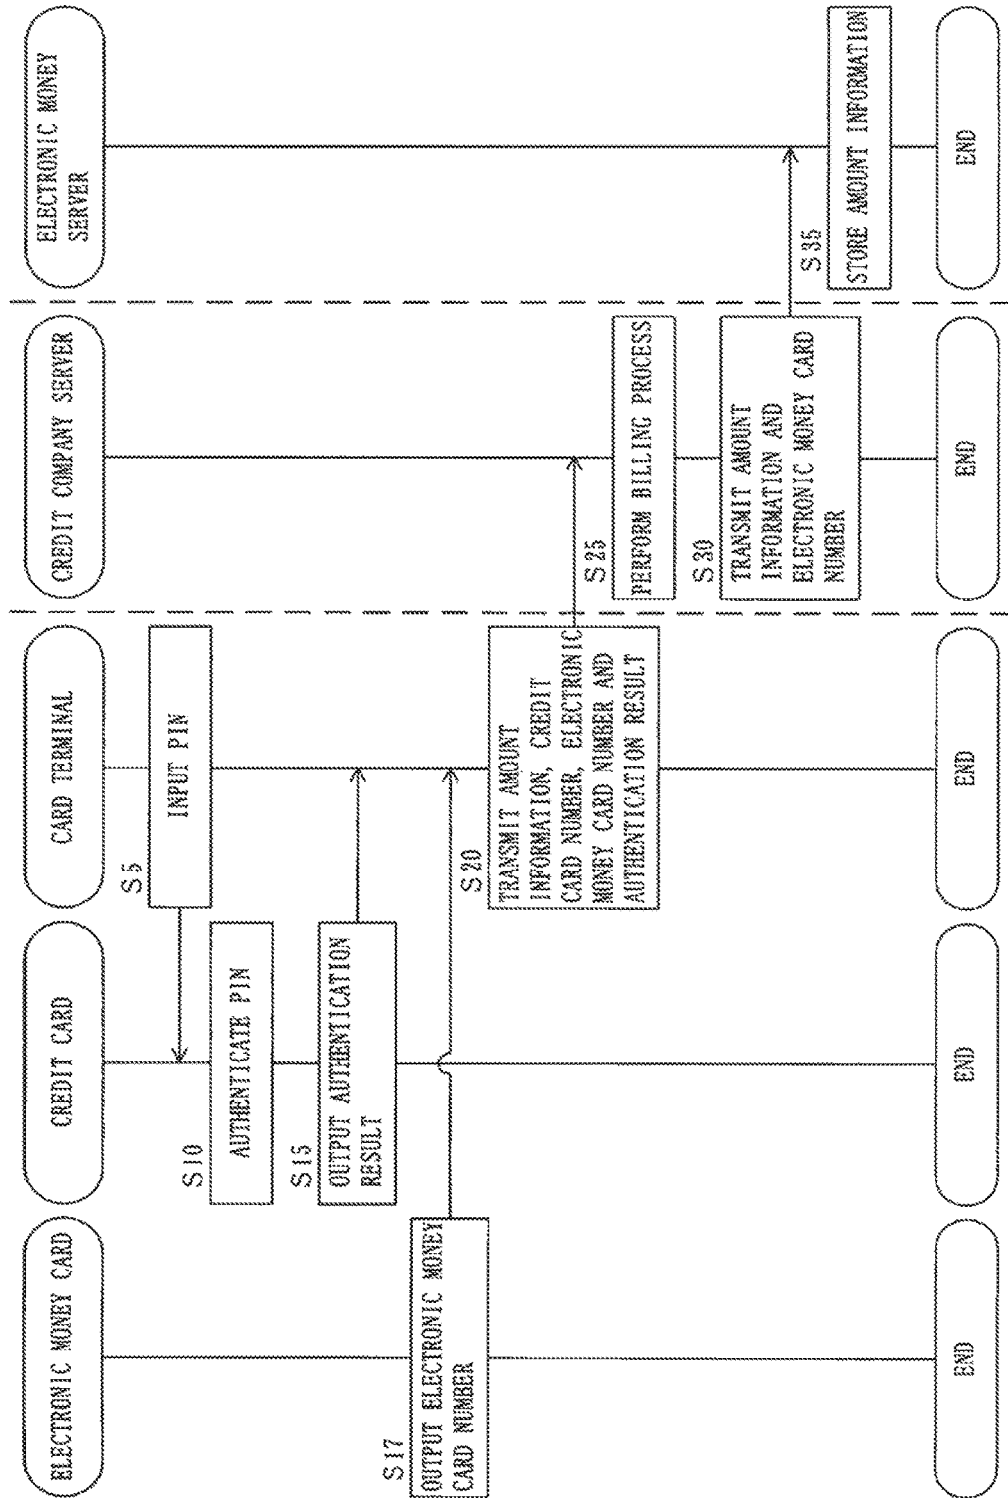 ELECTRONIC MONEY CARD
CREDIT CARD
CARD TERMINAL
CREDIT COMPANY SERVER
ELECTRONIC MONEY
SERVER
S5
INPUT PIN
S10
AUTHENTICATE PIN
S15
OUTPUT AUTHENTICATION
RESULT
S17
OUTPUT ELECTRONIC MONEY
CARD NUMBER
S20
TRANSMIT AMOUNT
INFORMATION, CREDIT
CARD NUMBER, ELECTRONIC
MONEY CARD NUMBER AND
AUTHENTICATION RESULT
S25
PERFORM BILLING PROCESS
S30
TRANSMIT AMOUNT
INFORMATION AND
ELECTRONIC MONEY CARD
NUMBER
S35
STORE AMOUNT INFORMATION
END
END
END
END
END